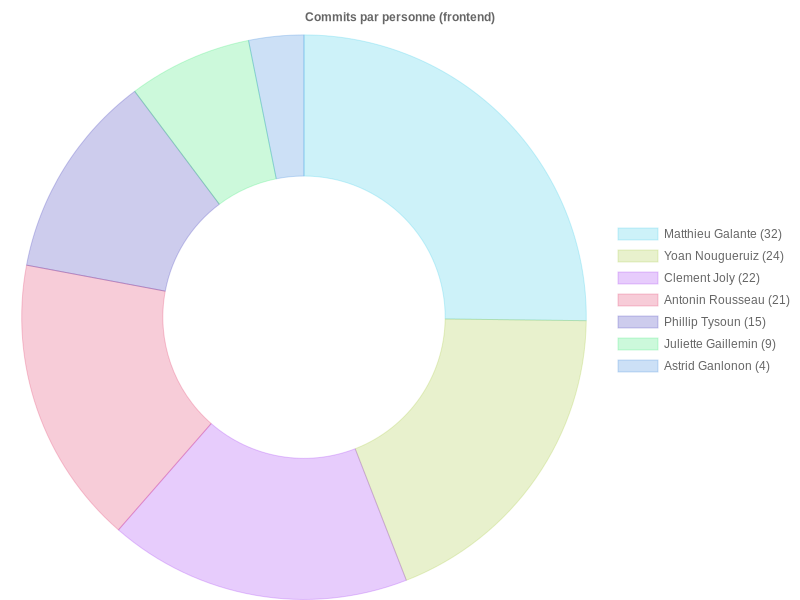 Commits par personne (frontend)
Matthieu Galante (32)
Yoan Nougueruiz (24)
Clement Joly (22)
Antonin Rousseau (21)
Phillip Tysoun (15)
Juliette Gaillemin (9)
Astrid Ganlonon (4)